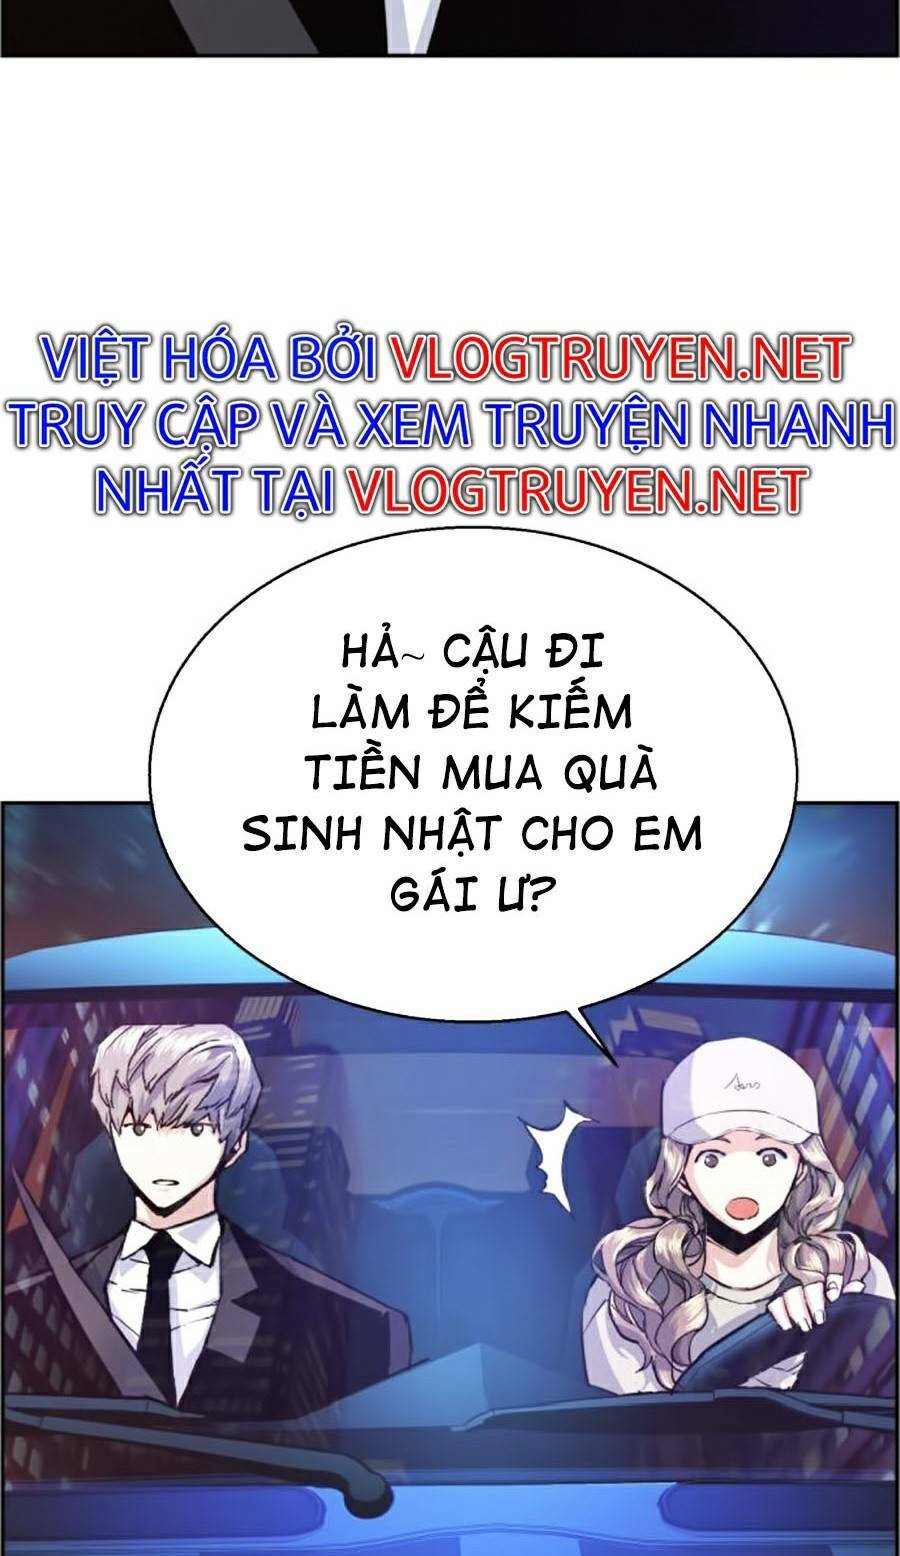 VIỆT HÓA BỞI VLOGTRUYEN.NET
TRUY CẬP VÀ XEM TRUYỆN NHANH
NHẤT TẠI VLOGTRUYEN.NET
HẢ~ CẬU ĐI
LÀM ĐỂ KIẾM
TIỀN MUA QUÀ
SINH NHẬT CHO EM
GÁI Ư?